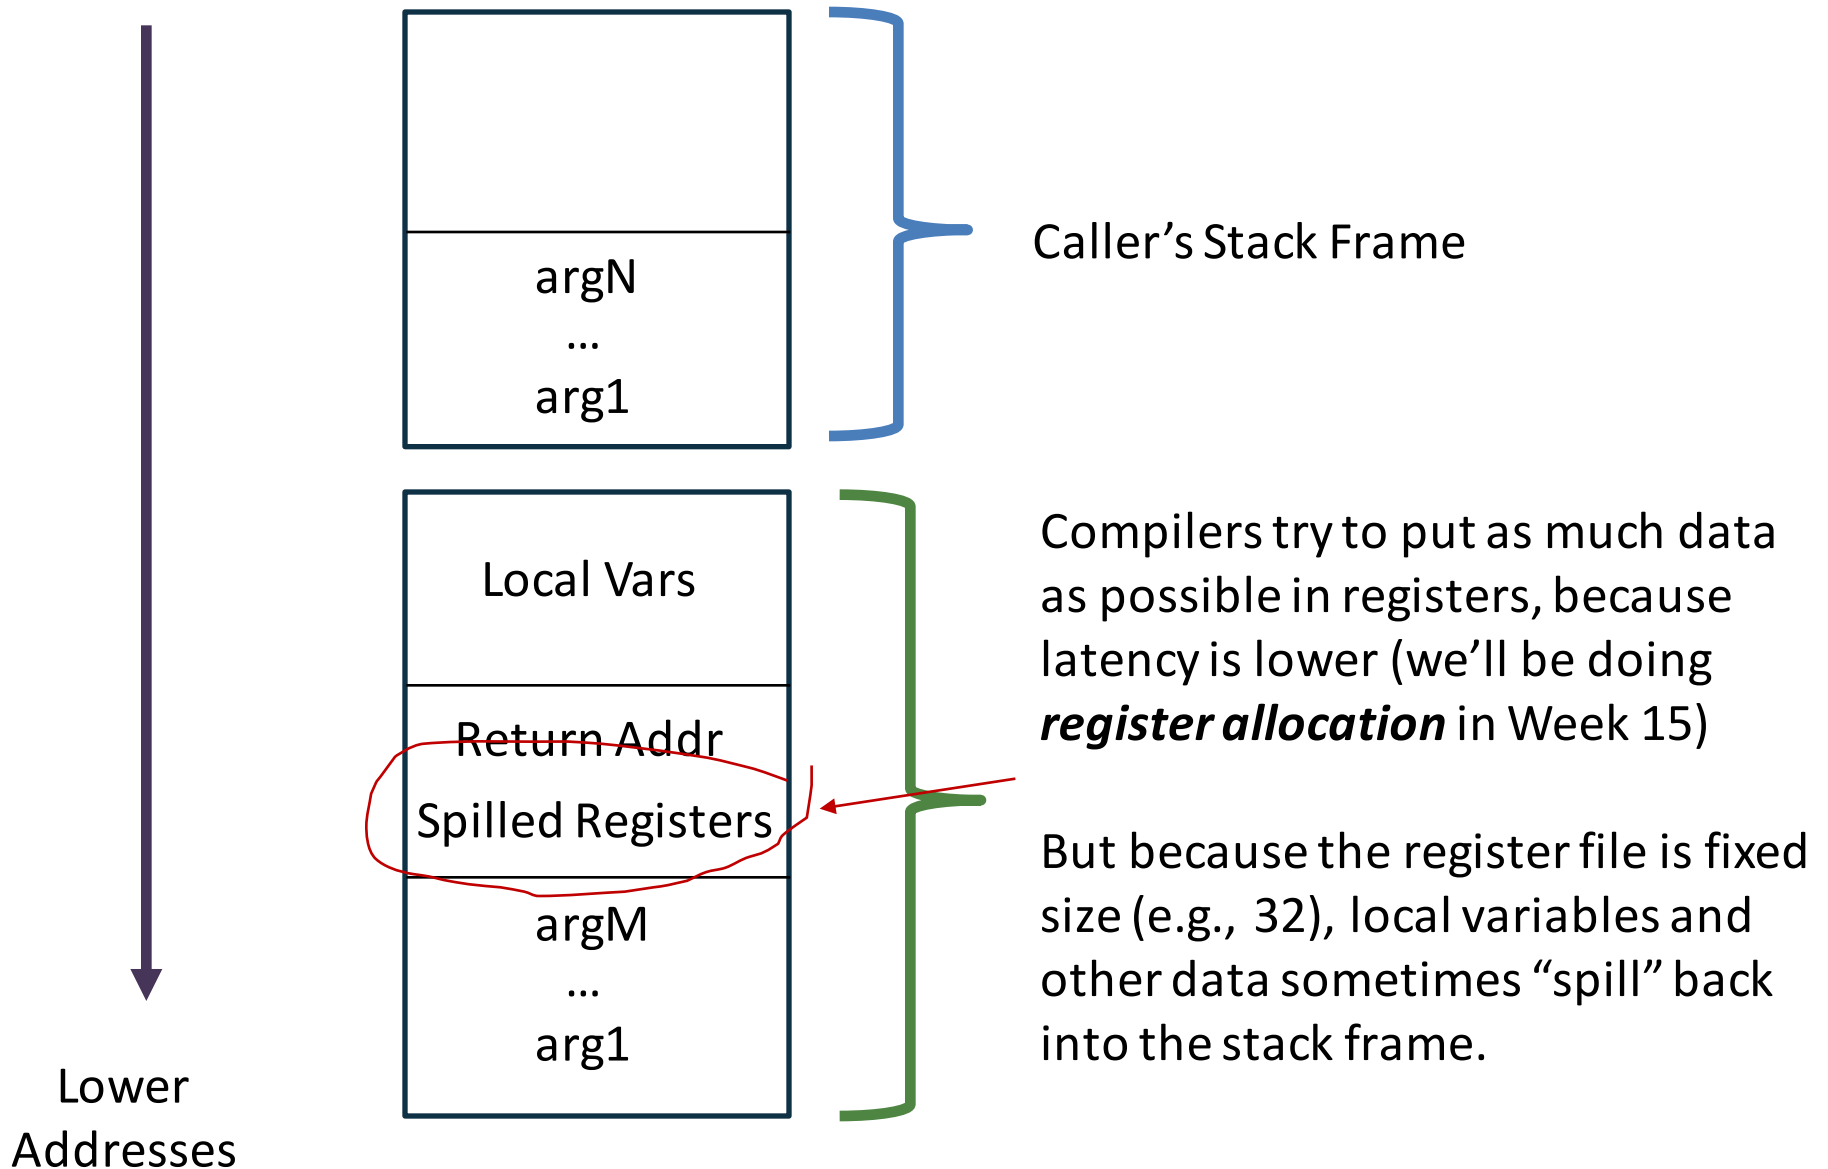 argN
…
arg1
Caller’s Stack Frame
Local Vars
Return Addr
Spilled Registers
argM
…
arg1
Compilers try to put as much data
as possible in registers, because
latency is lower (we’ll be doing
register allocation in Week 15)
But because the register file is fixed
size (e.g., 32), local variables and
other data sometimes “spill” back
into the stack frame.
Lower
Addresses